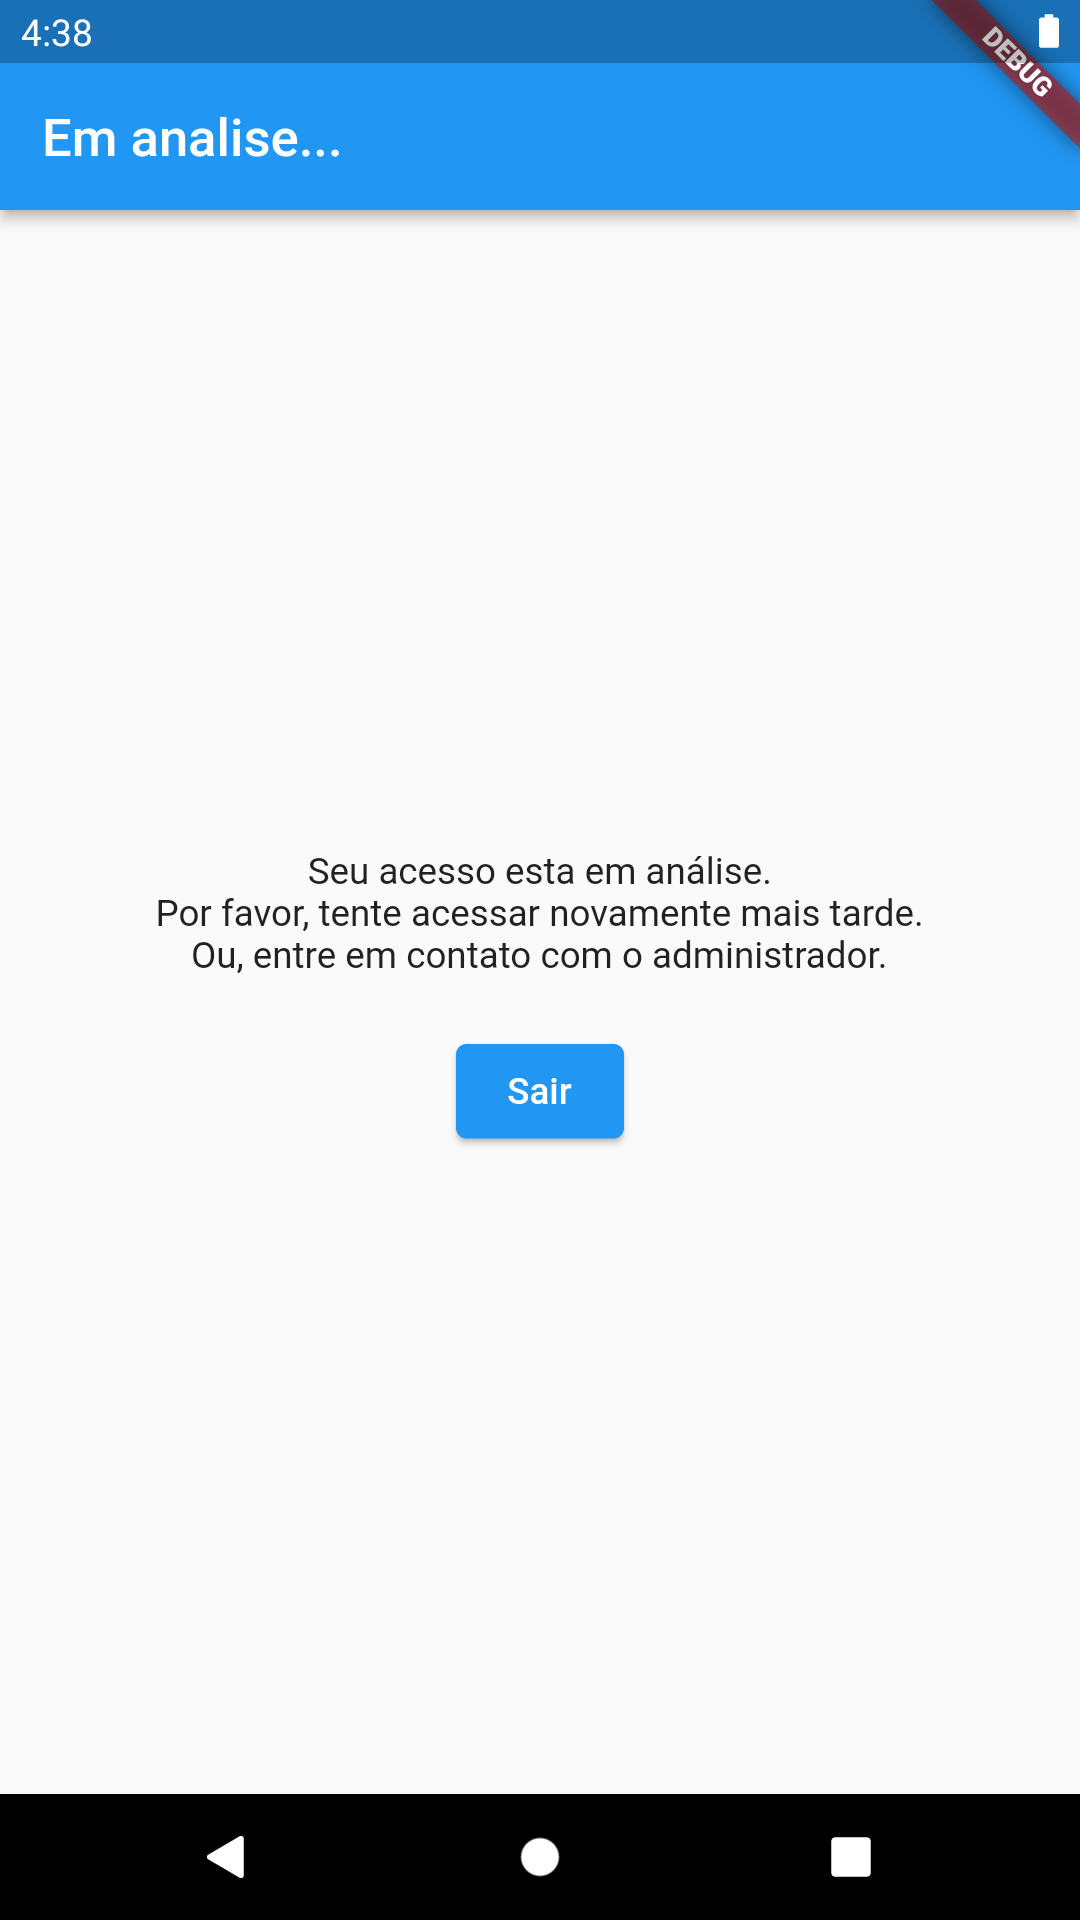 4:38
DEBUG
Em analise...
Seu acesso esta em análise.
Por favor, tente acessar novamente mais tarde.
Ou, entre em contato com o administrador.
Sair